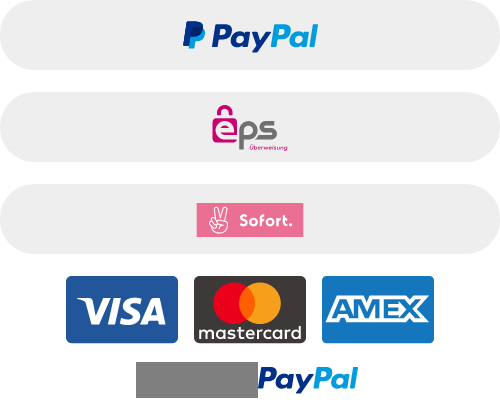 PayPal
eps
Überweisung
Sofort.
VISA
mastercard
AMEX
PayPal